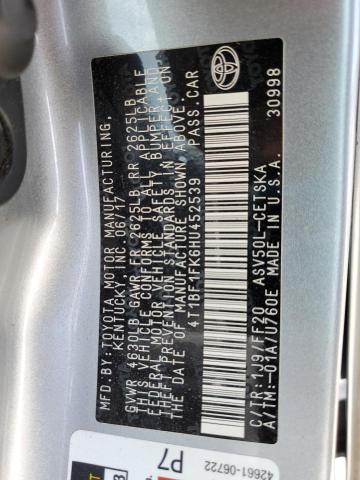 MFD.BY:TOYOTA MOTOR MANUFACTURING,
KENTUCKY, INC. 06/17
GVWR 4630LB GAWR FR 2625LB RR 2625LB
THIS VEHICLE CONFORMS TO ALL APPLICABLE
FEDERAL MOTOR VEHICLE SAFETY, BUMPER, AND
THEFT PREVENTION STANDARDS IN EFFECT ON
THE DATE OF MANUFACTURE SHOWN ABOVE.
PASS.CAR
C/TR:1J9/FF20 ASV50L-CETSKA
A/TM:-01A/U760E MADE IN U.S.A.
30998
TOYOTA
42661-06722
P7